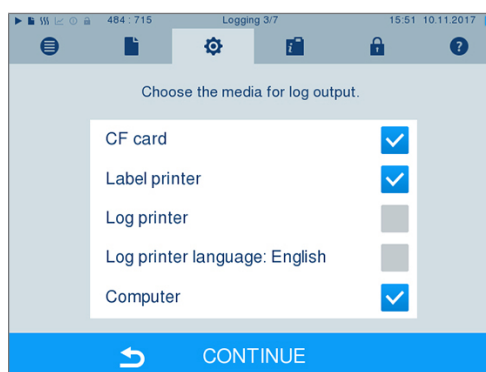 484 : 715 Logging 3/7 15:51 10.11.2017
Choose the media for log output.
CF card
Label printer
Log printer
Log printer language: English
Computer
CONTINUE